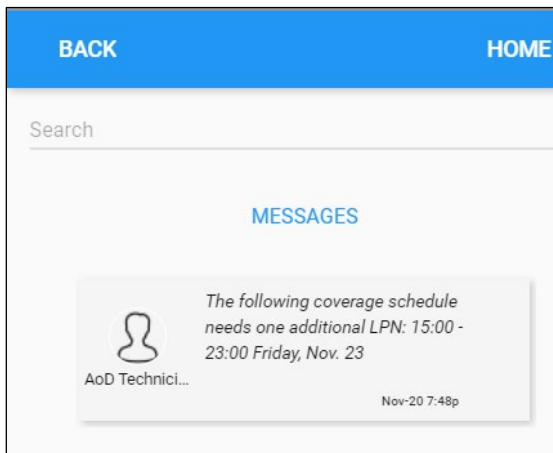 BACK HOME
Search
MESSAGES
The following coverage schedule
needs one additional LPN: 15:00 -
23:00 Friday, Nov. 23
AoD Technici...
Nov-20 7:48p